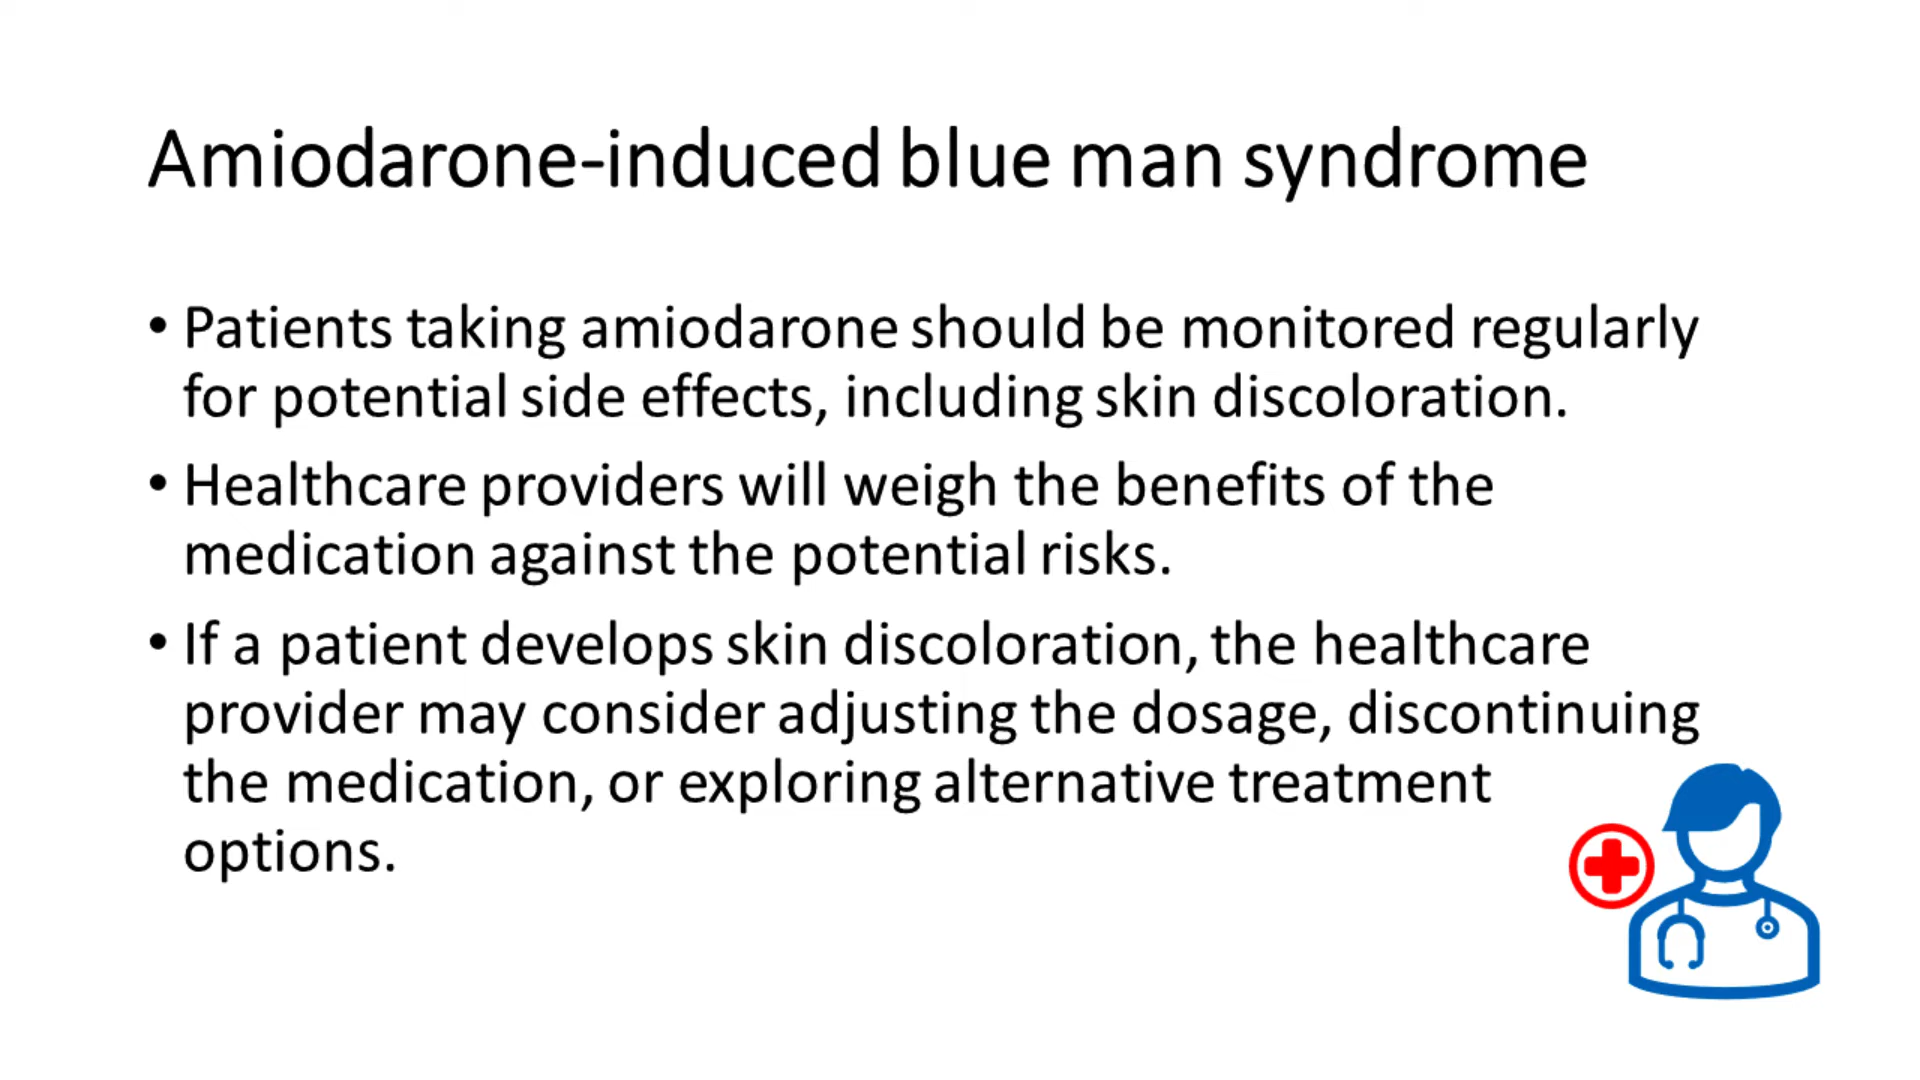 Amiodarone-induced blue man syndrome
• Patients taking amiodarone should be monitored regularly
for potential side effects, including skin discoloration.
• Healthcare providers will weigh the benefits of the
medication against the potential risks.
• If a patient develops skin discoloration, the healthcare
provider may consider adjusting the dosage, discontinuing
the medication, or exploring alternative treatment
options.